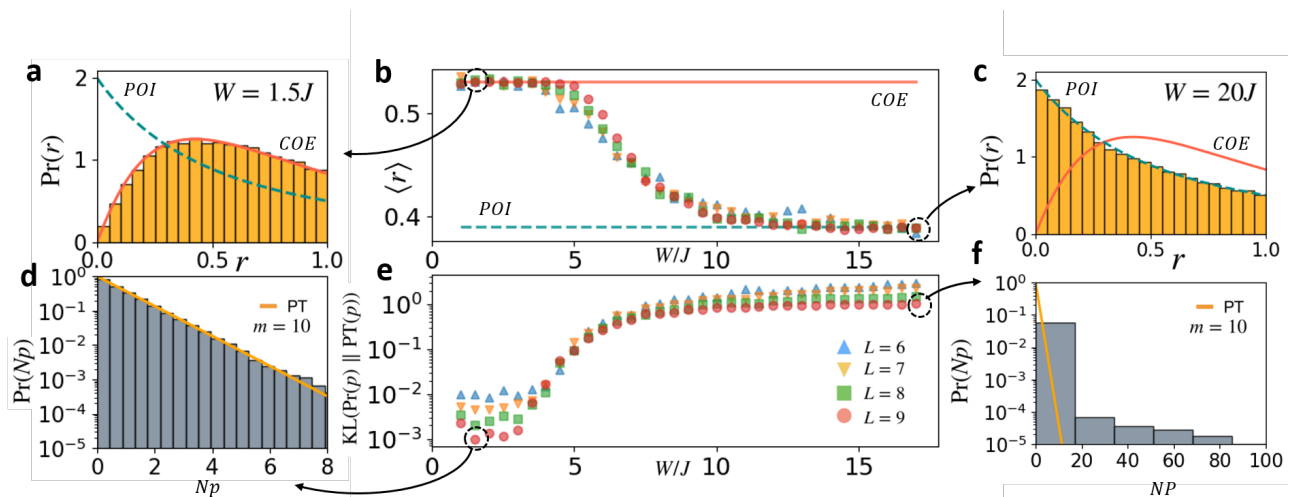 a
POI
W = 1.5J
COE
Pr(r)
2
1
0
0.0
0.5
1.0
r
b
COE
POI
⟨r⟩
0.5
0.4
0
5
10
15
W/J
c
POI
W = 20J
COE
Pr(r)
2
1
0
0.0
0.5
1.0
r
d
PT
m = 10
Pr(Np)
10⁰
10⁻¹
10⁻²
10⁻³
10⁻⁴
10⁻⁵
0
2
4
6
8
Np
e
KL(Pr(p) || PT(p))
10⁰
10⁻¹
10⁻²
10⁻³
L = 6
L = 7
L = 8
L = 9
0
5
10
15
W/J
f
PT
m = 10
Pr(Np)
10⁰
10⁻¹
10⁻²
10⁻³
10⁻⁴
10⁻⁵
0
20
40
60
80
100
NP